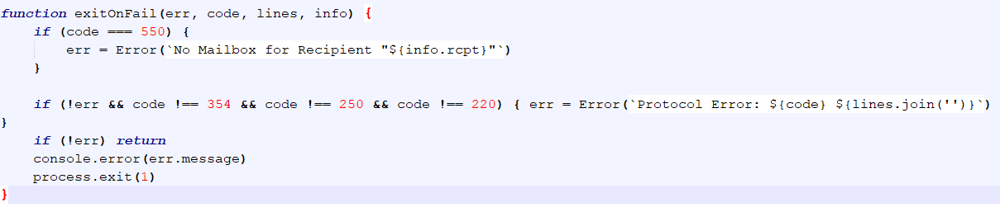 function exitOnFail(err, code, lines, info) {
    if (code === 550) {
        err = Error(`No Mailbox for Recipient "${info.rcpt}"`)
    }

    if (!err && code !== 354 && code !== 250 && code !== 220) { err = Error(`Protocol Error: ${code} ${lines.join('')}`)
}
    if (!err) return
    console.error(err.message)
    process.exit(1)
}